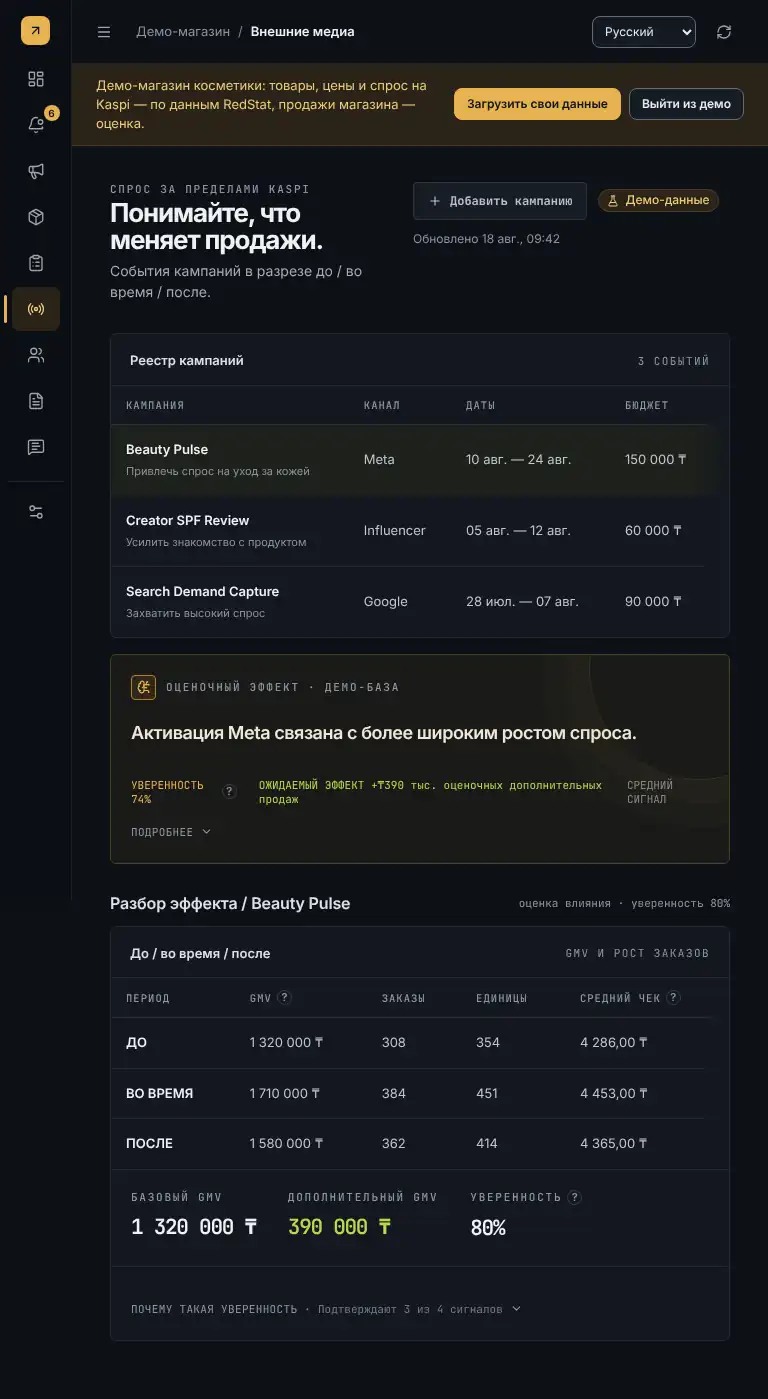 Демо-магазин / Внешние медиа
Русский
6
Демо-магазин косметики: товары, цены и спрос на
Kaspi — по данным RedStat, продажи магазина —
оценка.
Загрузить свои данные
Выйти из демо
СПРОС ЗА ПРЕДЕЛАМИ KASPI
Понимайте, что
меняет продажи.
События кампаний в разрезе до / во
время / после.
+ Добавить кампанию
Демо-данные
Обновлено 18 авг., 09:42
Реестр кампаний
3 СОБЫТИЙ
КАМПАНИЯ КАНАЛ ДАТЫ БЮДЖЕТ
Beauty Pulse
Привлечь спрос на уход за кожей
Meta
10 авг. — 24 авг.
150 000 ₸
Creator SPF Review
Усилить знакомство с продуктом
Influencer
05 авг. — 12 авг.
60 000 ₸
Search Demand Capture
Захватить высокий спрос
Google
28 июл. — 07 авг.
90 000 ₸
ОЦЕНОЧНЫЙ ЭФФЕКТ · ДЕМО-БАЗА
Активация Meta связана с более широким ростом спроса.
УВЕРЕННОСТЬ
74%
?
ОЖИДАЕМЫЙ ЭФФЕКТ +₸390 тыс. оценочных дополнительных
продаж
СРЕДНИЙ
СИГНАЛ
ПОДРОБНЕЕ
Разбор эффекта / Beauty Pulse
оценка влияния · уверенность 80%
До / во время / после
GMV И РОСТ ЗАКАЗОВ
ПЕРИОД GMV ? ЗАКАЗЫ ЕДИНИЦЫ СРЕДНИЙ ЧЕК ?
ДО 1 320 000 ₸ 308 354 4 286,00 ₸
ВО ВРЕМЯ 1 710 000 ₸ 384 451 4 453,00 ₸
ПОСЛЕ 1 580 000 ₸ 362 414 4 365,00 ₸
БАЗОВЫЙ GMV
1 320 000 ₸
ДОПОЛНИТЕЛЬНЫЙ GMV
390 000 ₸
УВЕРЕННОСТЬ ?
80%
ПОЧЕМУ ТАКАЯ УВЕРЕННОСТЬ · Подтверждают 3 из 4 сигналов